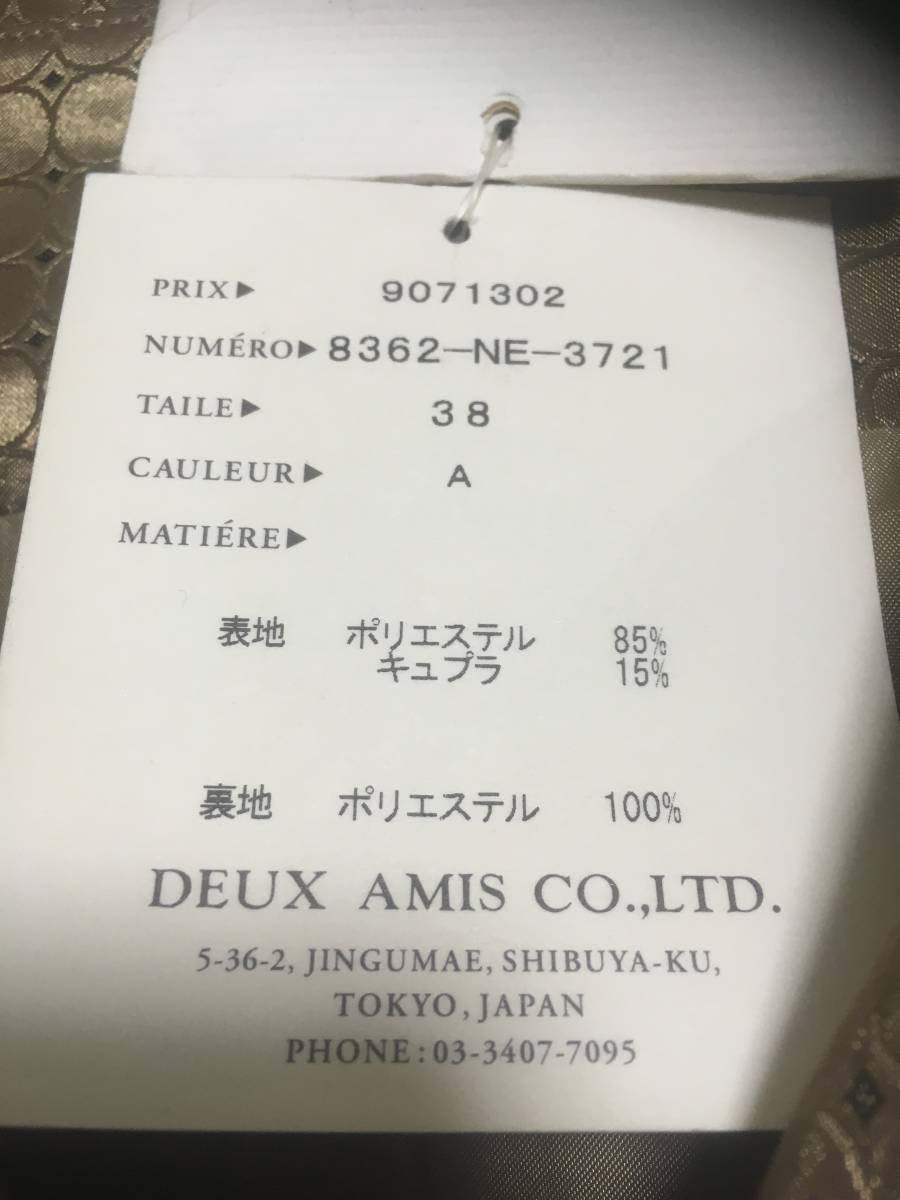 PRIX▶ 9071302
NUMÉRO▶ 8362-NE-3721
TAILE▶ 38
CAULEUR▶ A
MATIÉRE▶
表地 ポリエステル 85%
キュプラ 15%
裏地 ポリエステル 100%
DEUX AMIS CO.,LTD.
5-36-2, JINGUMAE, SHIBUYA-KU,
TOKYO, JAPAN
PHONE: 03-3407-7095